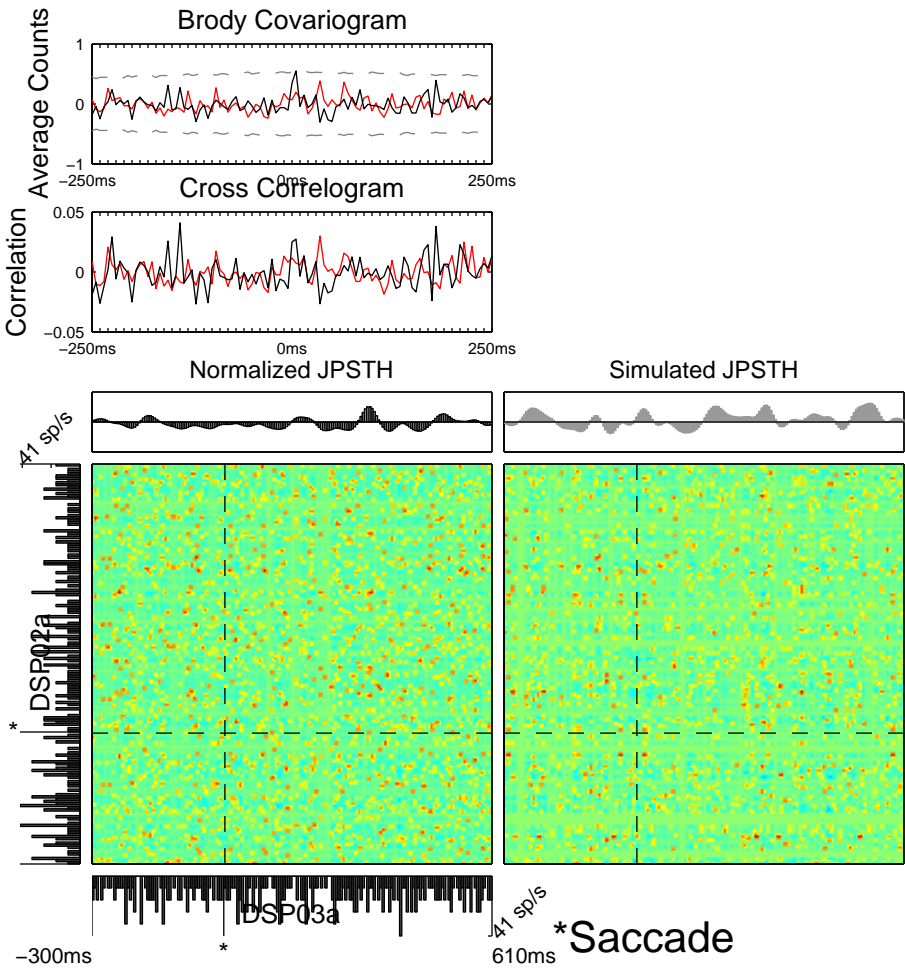 Brody Covariogram
Average Counts
1
0
−1
−250ms
0ms
250ms
Cross Correlogram
Correlation
0.05
0
−0.05
−250ms
0ms
250ms
Normalized JPSTH
Simulated JPSTH
41 sp/s
DSP02a
*
DSP03a
41 sp/s
*
−300ms
610ms
*Saccade